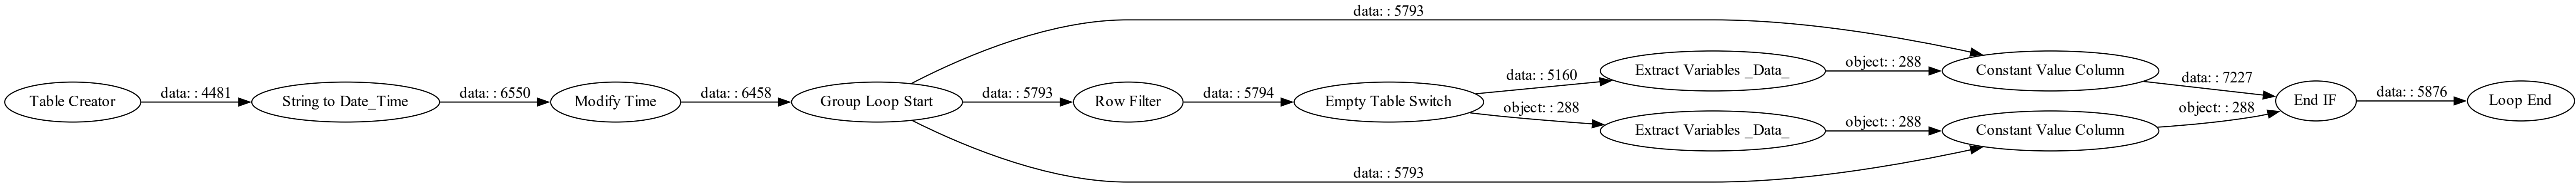 data: : 5793
Table Creator
data: : 4481
String to Date_Time
data: : 6550
Modify Time
data: : 6458
Group Loop Start
data: : 5793
Row Filter
data: : 5794
Empty Table Switch
data: : 5160
Extract Variables _Data_
object: : 288
Constant Value Column
data: : 7227
object: : 288
Extract Variables _Data_
object: : 288
Constant Value Column
object: : 288
End IF
data: : 5876
Loop End
data: : 5793